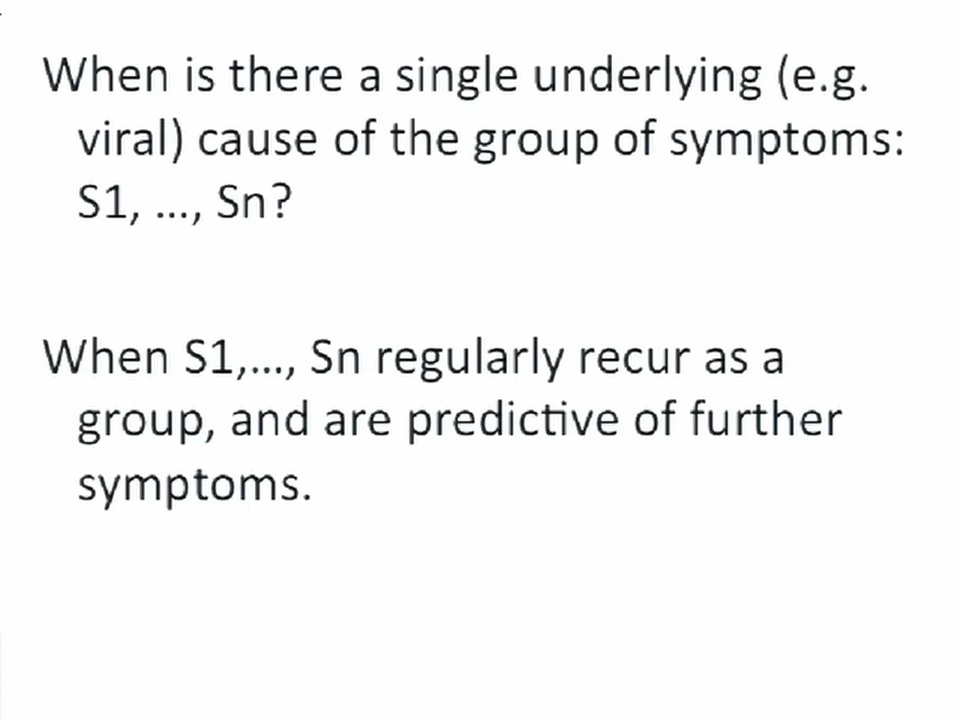 When is there a single underlying (e.g.
viral) cause of the group of symptoms:
S1, ..., Sn?
When S1,..., Sn regularly recur as a
group, and are predictive of further
symptoms.